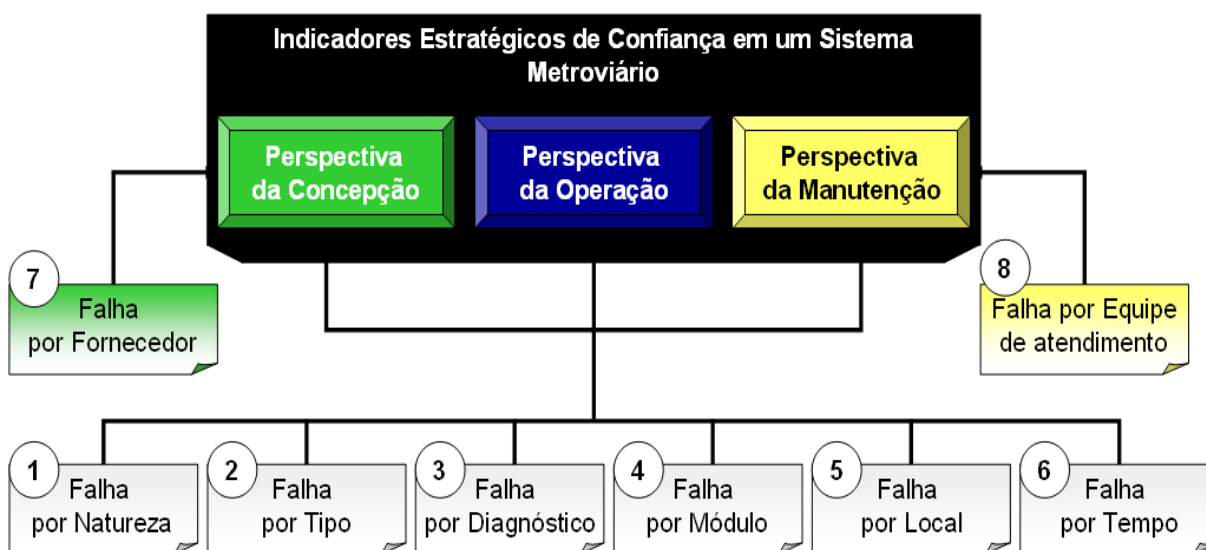 Indicadores Estratégicos de Confiança em um Sistema
Metroviário
Perspectiva
da Concepção
Perspectiva
da Operação
Perspectiva
da Manutenção
7
Falha
por Fornecedor
8
Falha por Equipe
de atendimento
1
Falha
por Natureza
2
Falha
por Tipo
3
Falha
por Diagnóstico
4
Falha
por Módulo
5
Falha
por Local
6
Falha
por Tempo